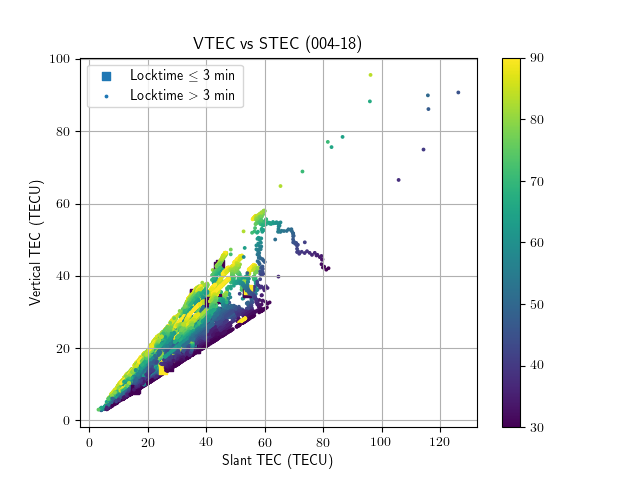 VTEC vs STEC (004-18)
Locktime ≤ 3 min
Locktime > 3 min
100
80
60
40
20
0
Vertical TEC (TECU)
0 20 40 60 80 100 120
Slant TEC (TECU)
90
80
70
60
50
40
30